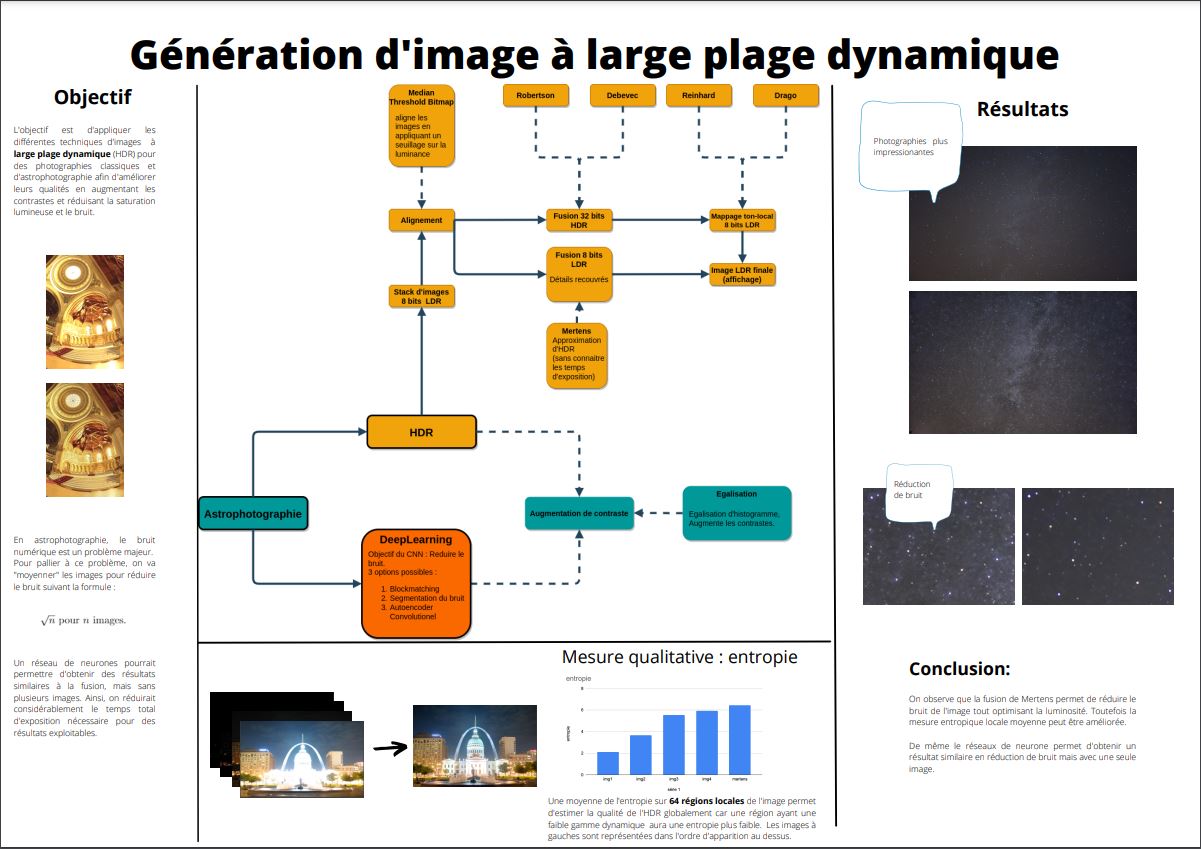 Génération d'image à large plage dynamique
Objectif
L'objectif est d'appliquer les
différentes techniques d'images à
large plage dynamique (HDR) pour
des photographies classiques et
d'astrophotographie afin d'améliorer
leurs qualités en augmentant les
contrastes et réduisant la saturation
lumineuse et le bruit.
En astrophotographie, le bruit
numérique est un problème majeur.
Pour pallier à ce problème, on va
"moyenner" les images pour réduire
le bruit suivant la formule :
√n pour n images.
Un réseau de neurones pourrait
permettre d'obtenir des résultats
similaires à la fusion, mais sans
plusieurs images. Ainsi, on réduirait
considérablement le temps total
d'exposition nécessaire pour des
résultats exploitables.
Median
Threshold Bitmap
aligne les
images en
appliquant un
seuillage sur la
luminance
Robertson
Debevec
Reinhard
Drago
Alignement
Fusion 32 bits
HDR
Mappage ton-local
8 bits LDR
Fusion 8 bits
LDR
Détails recouvrés
Image LDR finale
(affichage)
Stack d'images
8 bits LDR
Mertens
Approximation
d'HDR
(sans connaitre
les temps
d'exposition)
HDR
Astrophotographie
Augmentation de contraste
Egalisation
Egalisation d'histogramme,
Augmente les contrastes.
DeepLearning
Objectif du CNN : Reduire le
bruit.
3 options possibles :
1. Blockmatching
2. Segmentation du bruit
3. Autoencoder
Convolutionel
Mesure qualitative : entropie
entropie
8
6
4
2
0
entropie
img1
img2
img3
img4
mertens
série 1
Une moyenne de l'entropie sur 64 régions locales de l'image permet
d'estimer la qualité de l'HDR globalement car une région ayant une
faible gamme dynamique aura une entropie plus faible. Les images à
gauches sont représentées dans l'ordre d'apparition au dessus.
Résultats
Photographies plus
impressionantes
Réduction
de bruit
Conclusion:
On observe que la fusion de Mertens permet de réduire le
bruit de l'image tout optimisant la luminosité. Toutefois la
mesure entropique locale moyenne peut être améliorée.
De même le réseaux de neurone permet d'obtenir un
résultat similaire en réduction de bruit mais avec une seule
image.